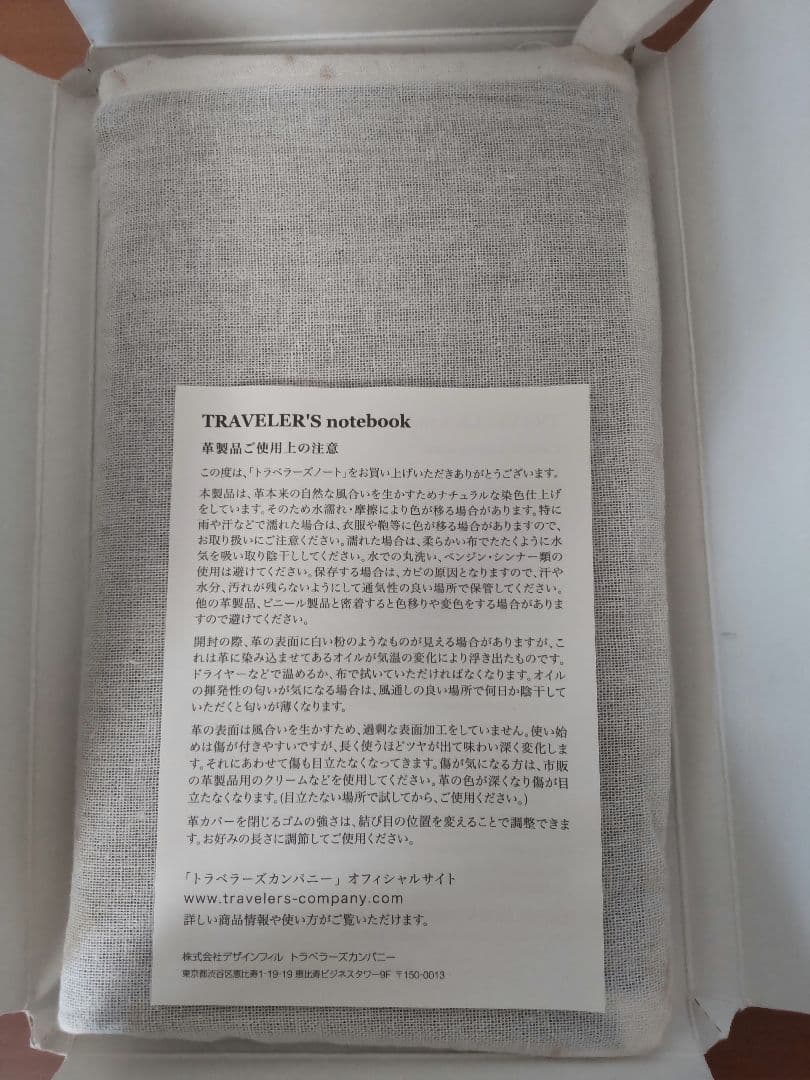 TRAVELER'S notebook
革製品ご使用上の注意
この度は、「トラベラーズノート」をお買い上げいただきありがとうございます。
本製品は、革本来の自然な風合いを生かすためナチュラルな染色仕上げ
をしています。そのため水濡れ・摩擦により色が移る場合があります。特に
雨や汗などで濡れた場合は、衣服や鞄等に色が移る場合がありますので、
お取り扱いにご注意ください。濡れた場合は、柔らかい布でたたくように水
気を吸い取り陰干ししてください。水での丸洗い、ベンジン・シンナー類の
使用は避けてください。保存する場合は、カビの原因となりますので、汗や
水分、汚れが残らないようにして通気性の良い場所で保管してください。
他の革製品、ビニール製品と密着すると色移りや変色をする場合がありま
すので避けてください。
開封の際、革の表面に白い粉のようなものが見える場合がありますが、こ
れは革に染み込ませてあるオイルが気温の変化により浮き出たものです。
ドライヤーなどで温めるか、布で拭いていただければなくなります。オイル
の揮発性の匂いが気になる場合は、風通しの良い場所で何日か陰干して
いただくと匂いが薄くなります。
革の表面は風合いを生かすため、過剰な表面加工をしていません。使い始
めは傷が付きやすいですが、長く使うほどツヤが出て味わい深く変化しま
す。それにあわせて傷も目立たなくなってきます。傷が気になる方は、市販
の革製品用のクリームなどを使用してください。革の色が深くなり傷が目
立たなくなります。(目立たない場所で試してから、ご使用ください。)
革カバーを閉じるゴムの強さは、結び目の位置を変えることで調整できま
す。お好みの長さに調節してご使用ください。
「トラベラーズカンパニー」オフィシャルサイト
www.travelers-company.com
詳しい商品情報や使い方がご覧いただけます。
株式会社デザインフィル トラベラーズカンパニー
東京都渋谷区恵比寿1-19-19 恵比寿ビジネスタワー9F 〒150-0013